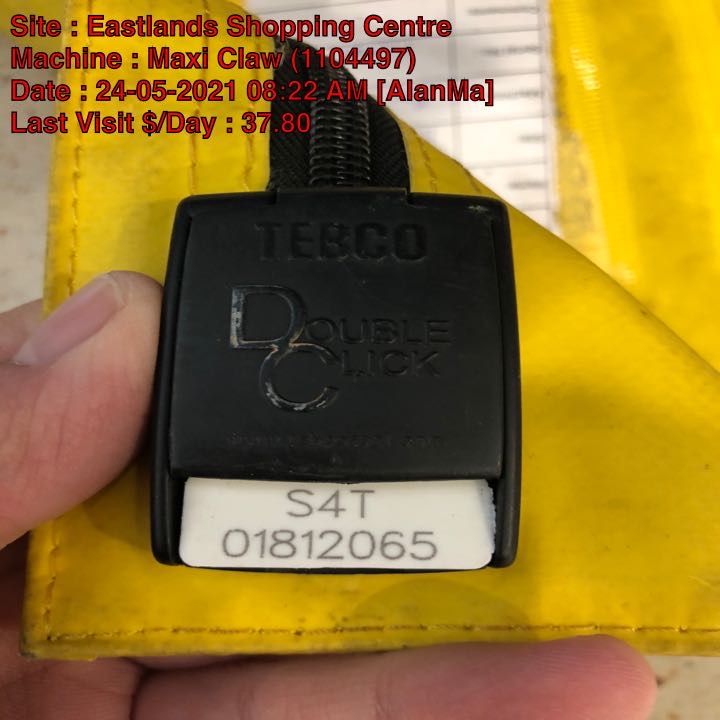 Site : Eastlands Shopping Centre
Machine : Maxi Claw (1104497)
Date : 24-05-2021 08:22 AM [AlanMa]
Last Visit $/Day : 37.80
TEBCO
DOUBLE
CLICK
S4T
01812065